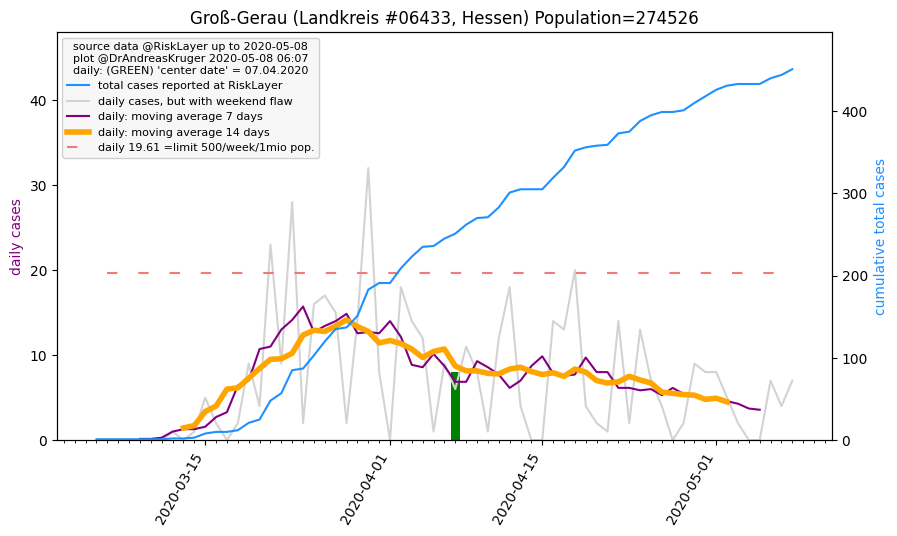 Groß-Gerau (Landkreis #06433, Hessen) Population=274526
source data @RiskLayer up to 2020-05-08
plot @DrAndreasKruger 2020-05-08 06:07
daily: (GREEN) 'center date' = 07.04.2020
total cases reported at RiskLayer
daily cases, but with weekend flaw
daily: moving average 7 days
daily: moving average 14 days
daily 19.61 =limit 500/week/1mio pop.
daily cases
40
30
20
10
0
cumulative total cases
400
300
200
100
0
2020-03-15
2020-04-01
2020-04-15
2020-05-01